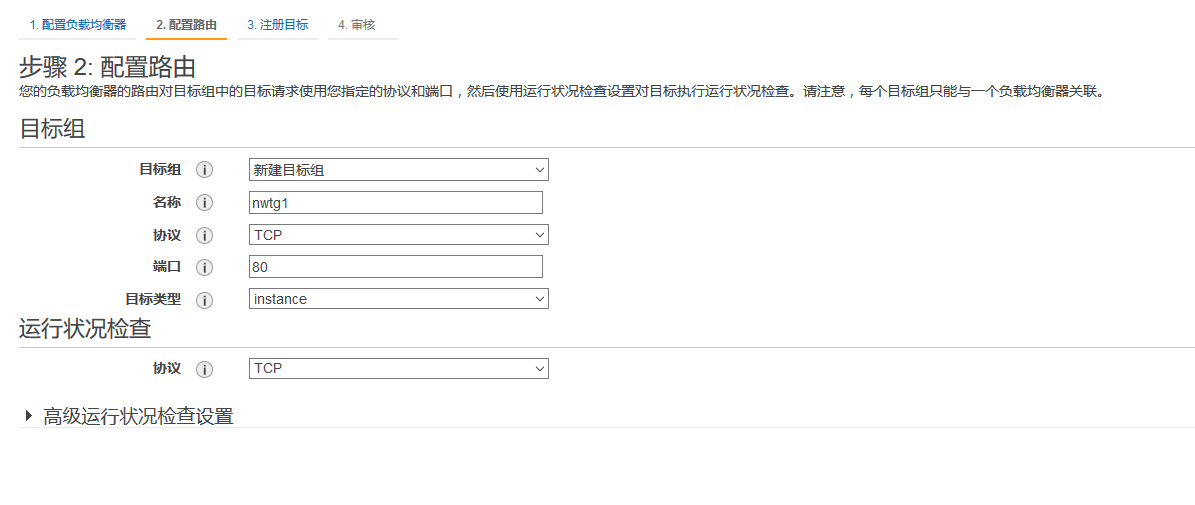 1. 配置负载均衡器 2. 配置路由 3. 注册目标 4. 审核
步骤 2: 配置路由
您的负载均衡器的路由对目标组中的目标请求使用您指定的协议和端口，然后使用运行状况检查设置对目标执行运行状况检查。请注意，每个目标组只能与一个负载均衡器关联。
目标组
目标组 i 新建目标组
名称 i nwtg1
协议 i TCP
端口 i 80
目标类型 i instance
运行状况检查
协议 i TCP
高级运行状况检查设置